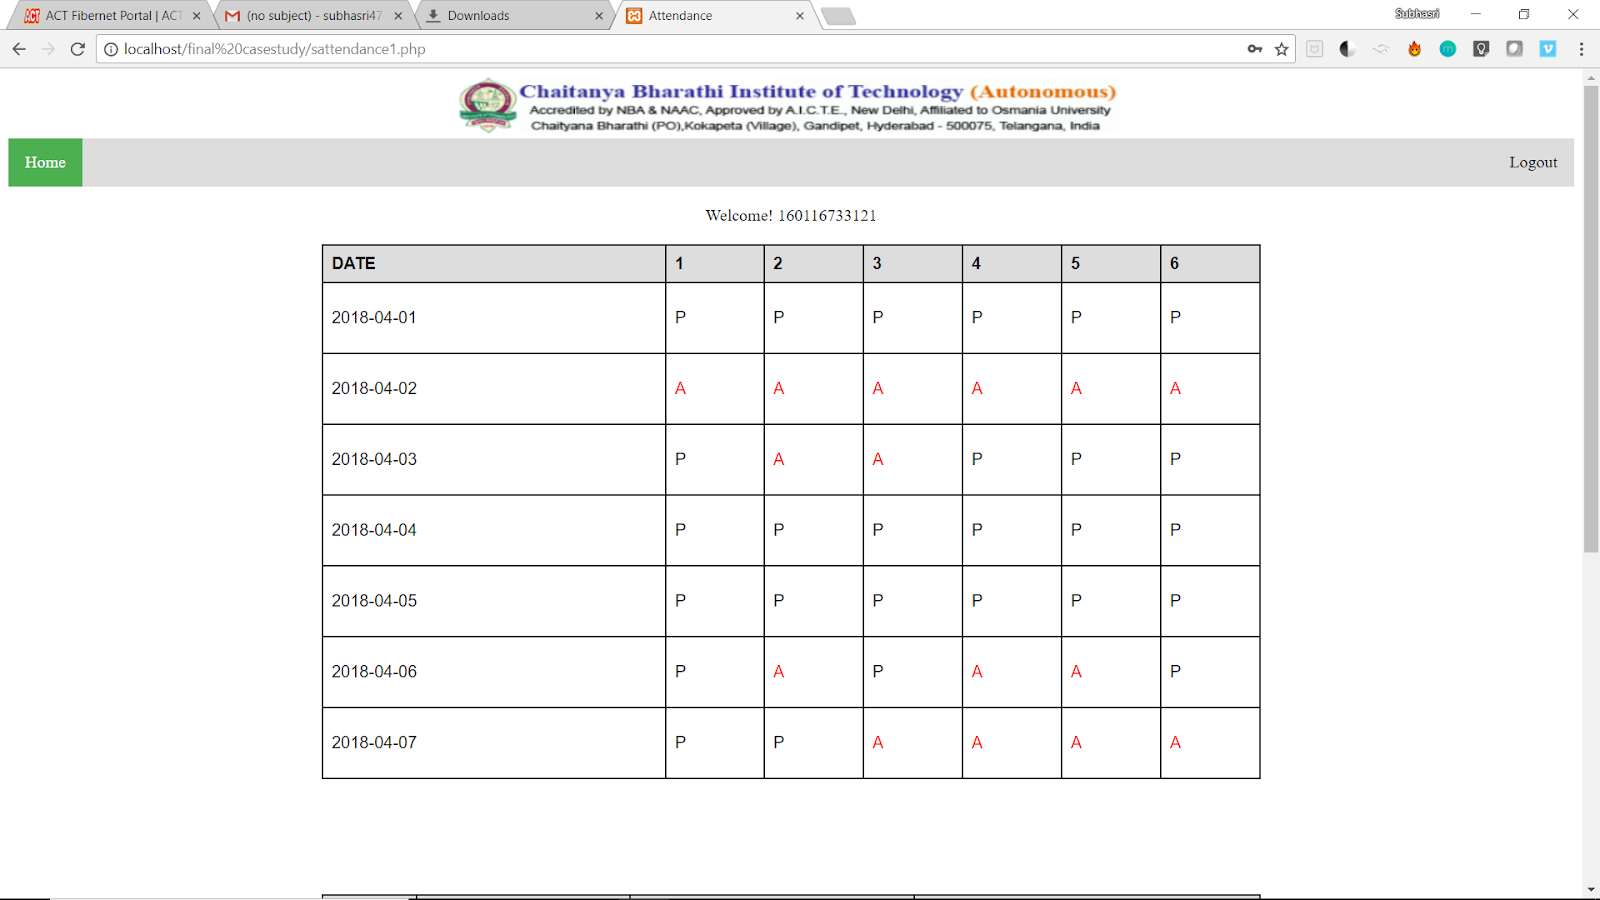 ACT Fibernet Portal | ACT
(no subject) - subhasri47
Downloads
Attendance
Subhasri
localhost/final%20casestudy/sattendance1.php
Chaitanya Bharathi Institute of Technology (Autonomous)
Accredited by NBA & NAAC, Approved by A.I.C.T.E., New Delhi, Affiliated to Osmania University
Chaityana Bharathi (PO),Kokapeta (Village), Gandipet, Hyderabad - 500075, Telangana, India
Home Logout
Welcome! 160116733121
DATE 1 2 3 4 5 6
2018-04-01 P P P P P P
2018-04-02 A A A A A A
2018-04-03 P A A P P P
2018-04-04 P P P P P P
2018-04-05 P P P P P P
2018-04-06 P A P A A P
2018-04-07 P P A A A A